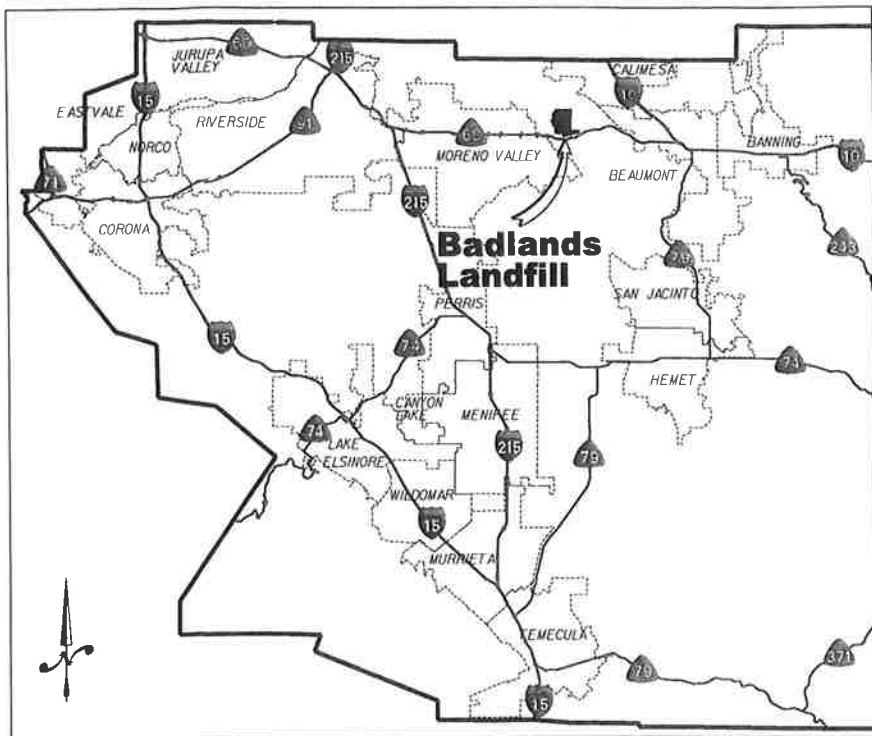 JURUPA
VALLEY
60
215
CALIMESA
10
EASTVALE
15
RIVERSIDE
91
NORCO
60
MORENO VALLEY
BANNING
10
71
BEAUMONT
215
CORONA
Badlands
Landfill
79
243
SAN JACINTO
PERRIS
15
74
74
HEMET
CANYON
LAKE
MENIFEE
74
LAKE
ELSINORE
215
79
WILDOMAR
15
MURRIETA
TEMECULA
79
371
15
N